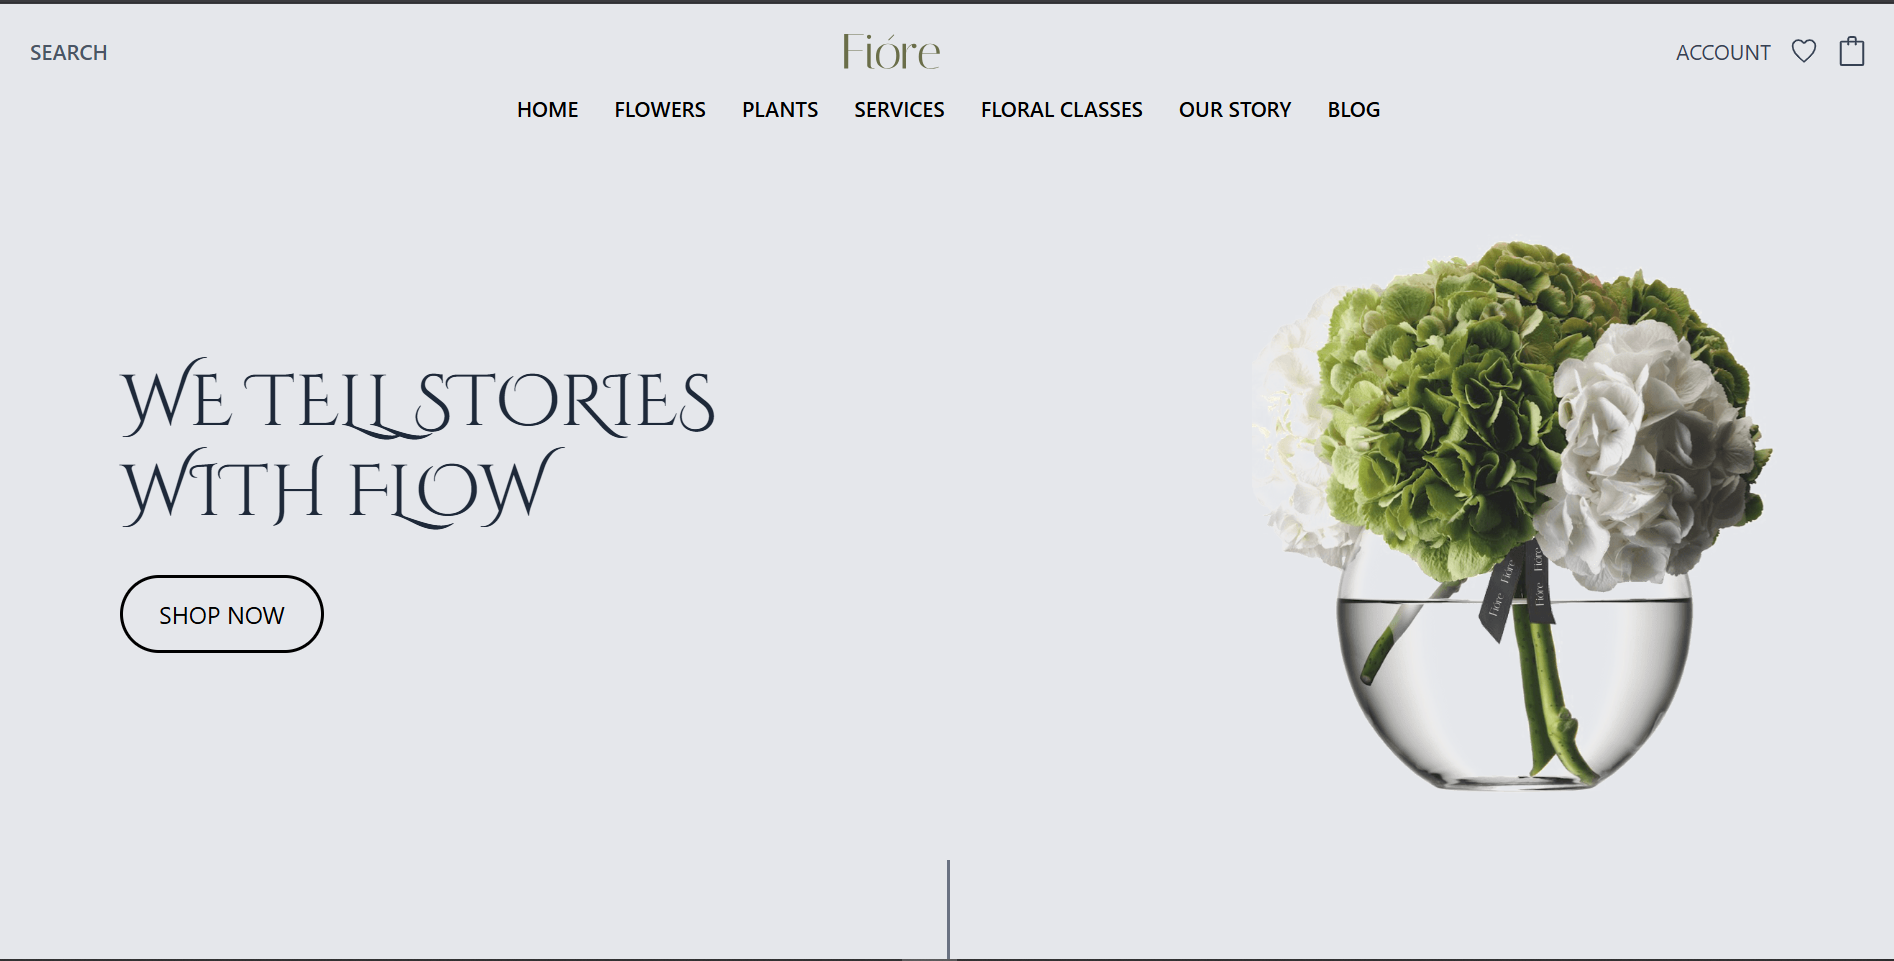 SEARCH
Fióre
ACCOUNT
HOME FLOWERS PLANTS SERVICES FLORAL CLASSES OUR STORY BLOG
WE TELL STORIES
WITH FLOW
SHOP NOW
Fióre Fióre
Fióre Fióre